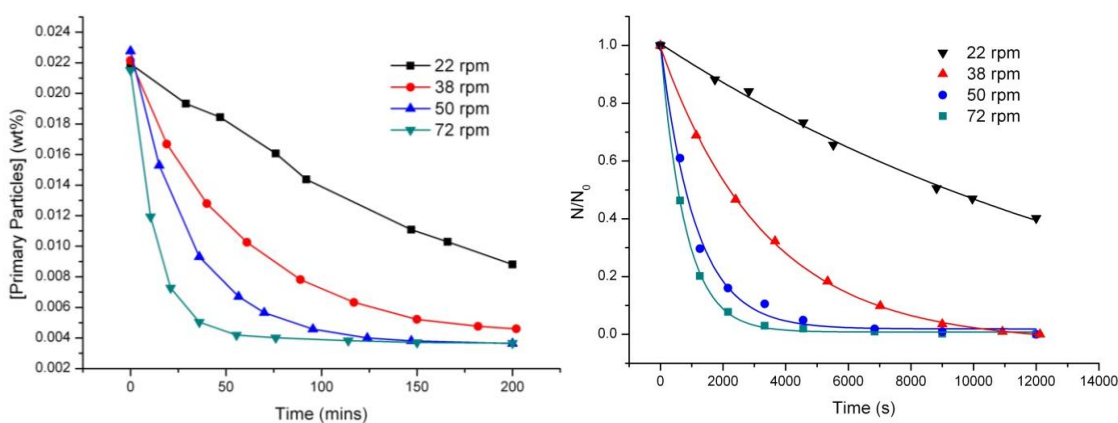 0.024
0.022
0.020
0.018
0.016
0.014
0.012
0.010
0.008
0.006
0.004
0.002
[Primary Particles] (wt%)
0
50
100
150
200
Time (mins)
22 rpm
38 rpm
50 rpm
72 rpm
1.0
0.8
0.6
0.4
0.2
0.0
N/N0
0
2000
4000
6000
8000
10000
12000
14000
Time (s)
22 rpm
38 rpm
50 rpm
72 rpm